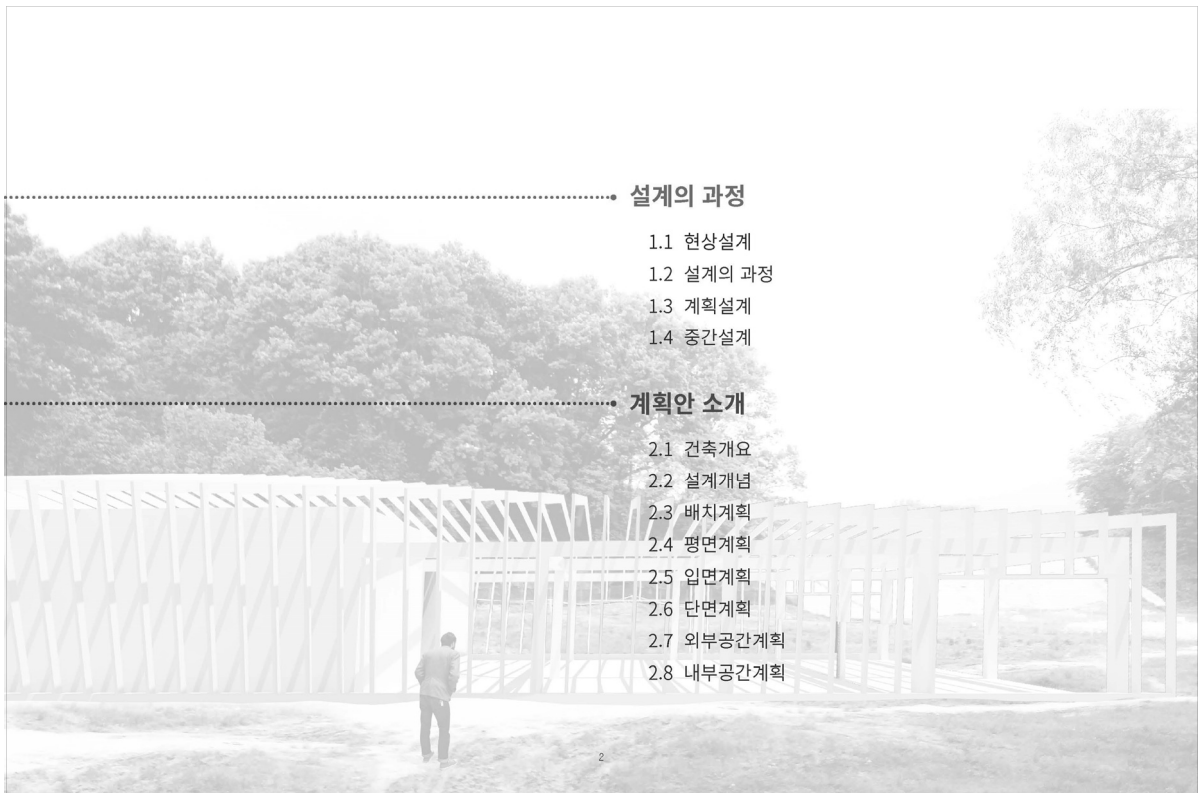 설계의 과정
1.1 현상설계
1.2 설계의 과정
1.3 계획설계
1.4 중간설계
계획안 소개
2.1 건축개요
2.2 설계개념
2.3 배치계획
2.4 평면계획
2.5 입면계획
2.6 단면계획
2.7 외부공간계획
2.8 내부공간계획
2